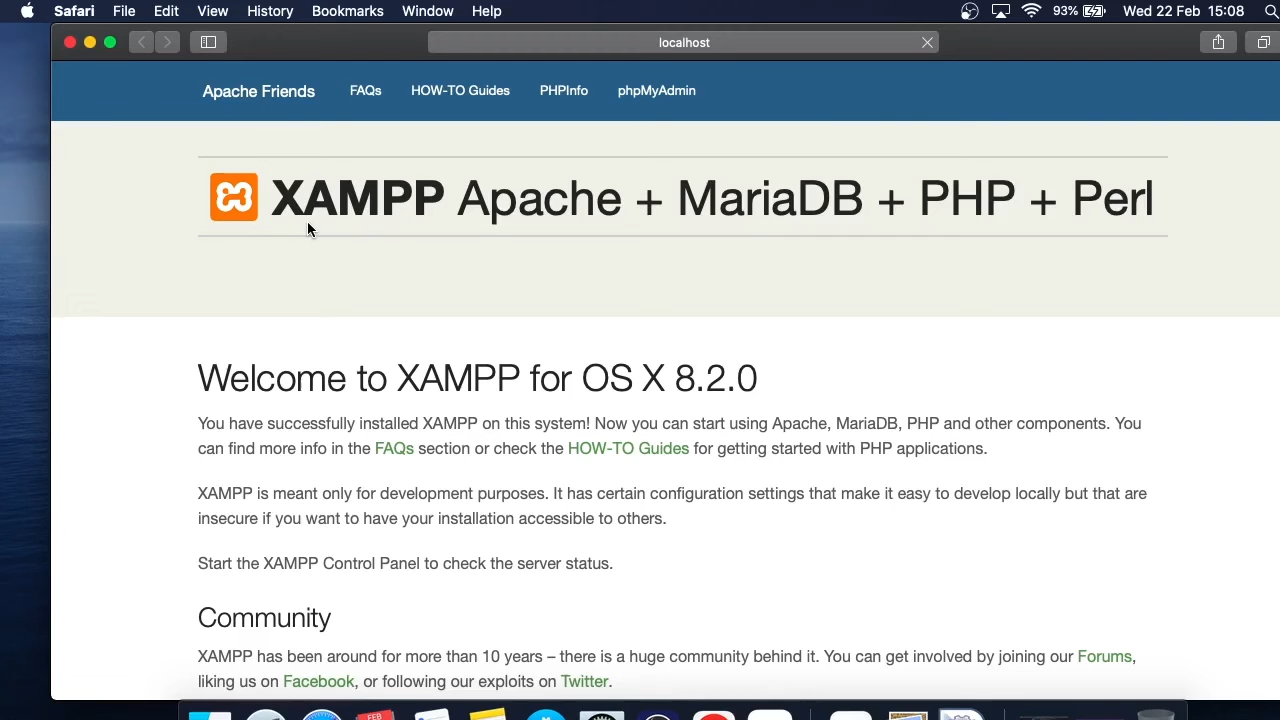 Safari File Edit View History Bookmarks Window Help 93% Wed 22 Feb 15:08
localhost
Apache Friends FAQs HOW-TO Guides PHPInfo phpMyAdmin
XAMPP Apache + MariaDB + PHP + Perl
Welcome to XAMPP for OS X 8.2.0
You have successfully installed XAMPP on this system! Now you can start using Apache, MariaDB, PHP and other components. You
can find more info in the FAQs section or check the HOW-TO Guides for getting started with PHP applications.
XAMPP is meant only for development purposes. It has certain configuration settings that make it easy to develop locally but that are
insecure if you want to have your installation accessible to others.
Start the XAMPP Control Panel to check the server status.
Community
XAMPP has been around for more than 10 years – there is a huge community behind it. You can get involved by joining our Forums,
liking us on Facebook, or following our exploits on Twitter.
FEB